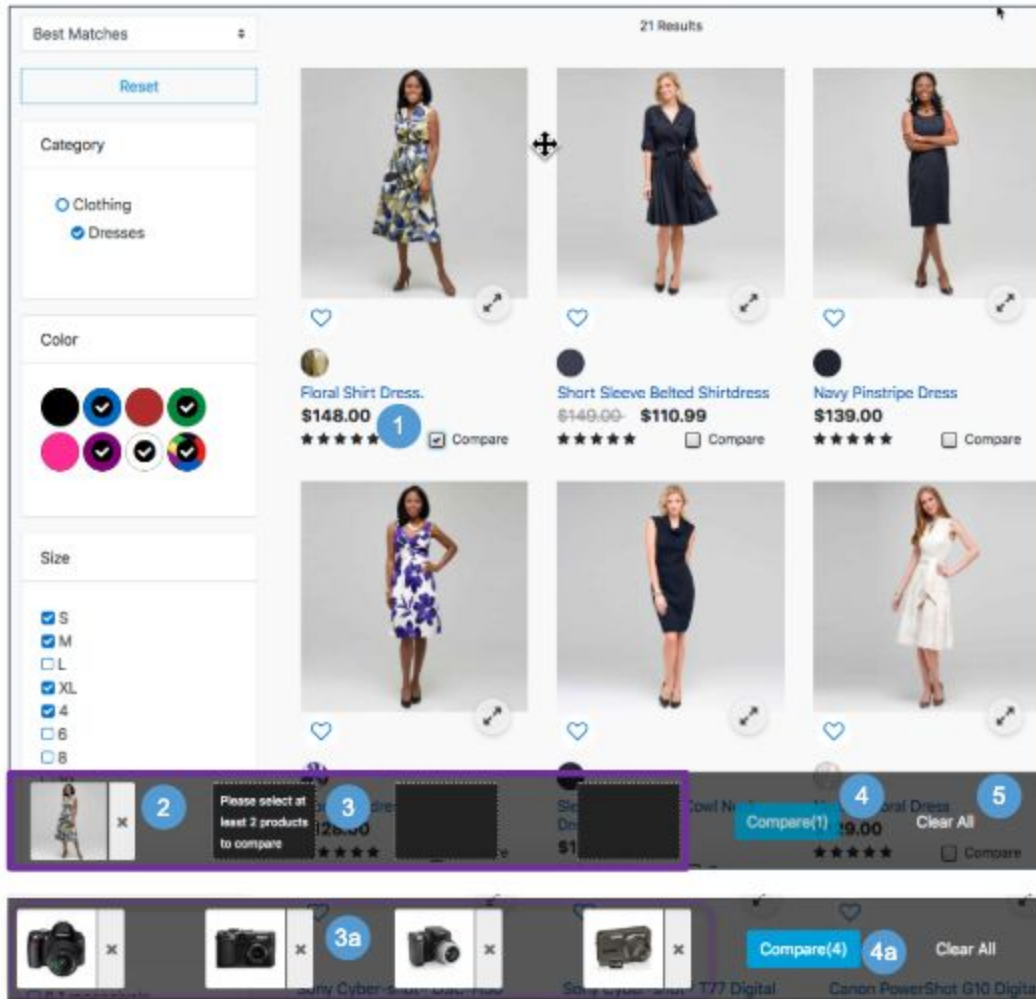 Best Matches
21 Results
Reset
Category
Clothing
Dresses
Color
Floral Shirt Dress.
$148.00
1
Compare
Short Sleeve Belted Shirtdress
$149.00 $110.99
Compare
Navy Pinstripe Dress
$139.00
Compare
Size
S
M
L
XL
4
6
8
2
Please select at
least 2 products
to compare
3
Compare(1)
4
Clear All
5
Dress
Compare
3a
Compare(4)
4a
Clear All
T77 Digital
Canon PowerShot G10 Digital